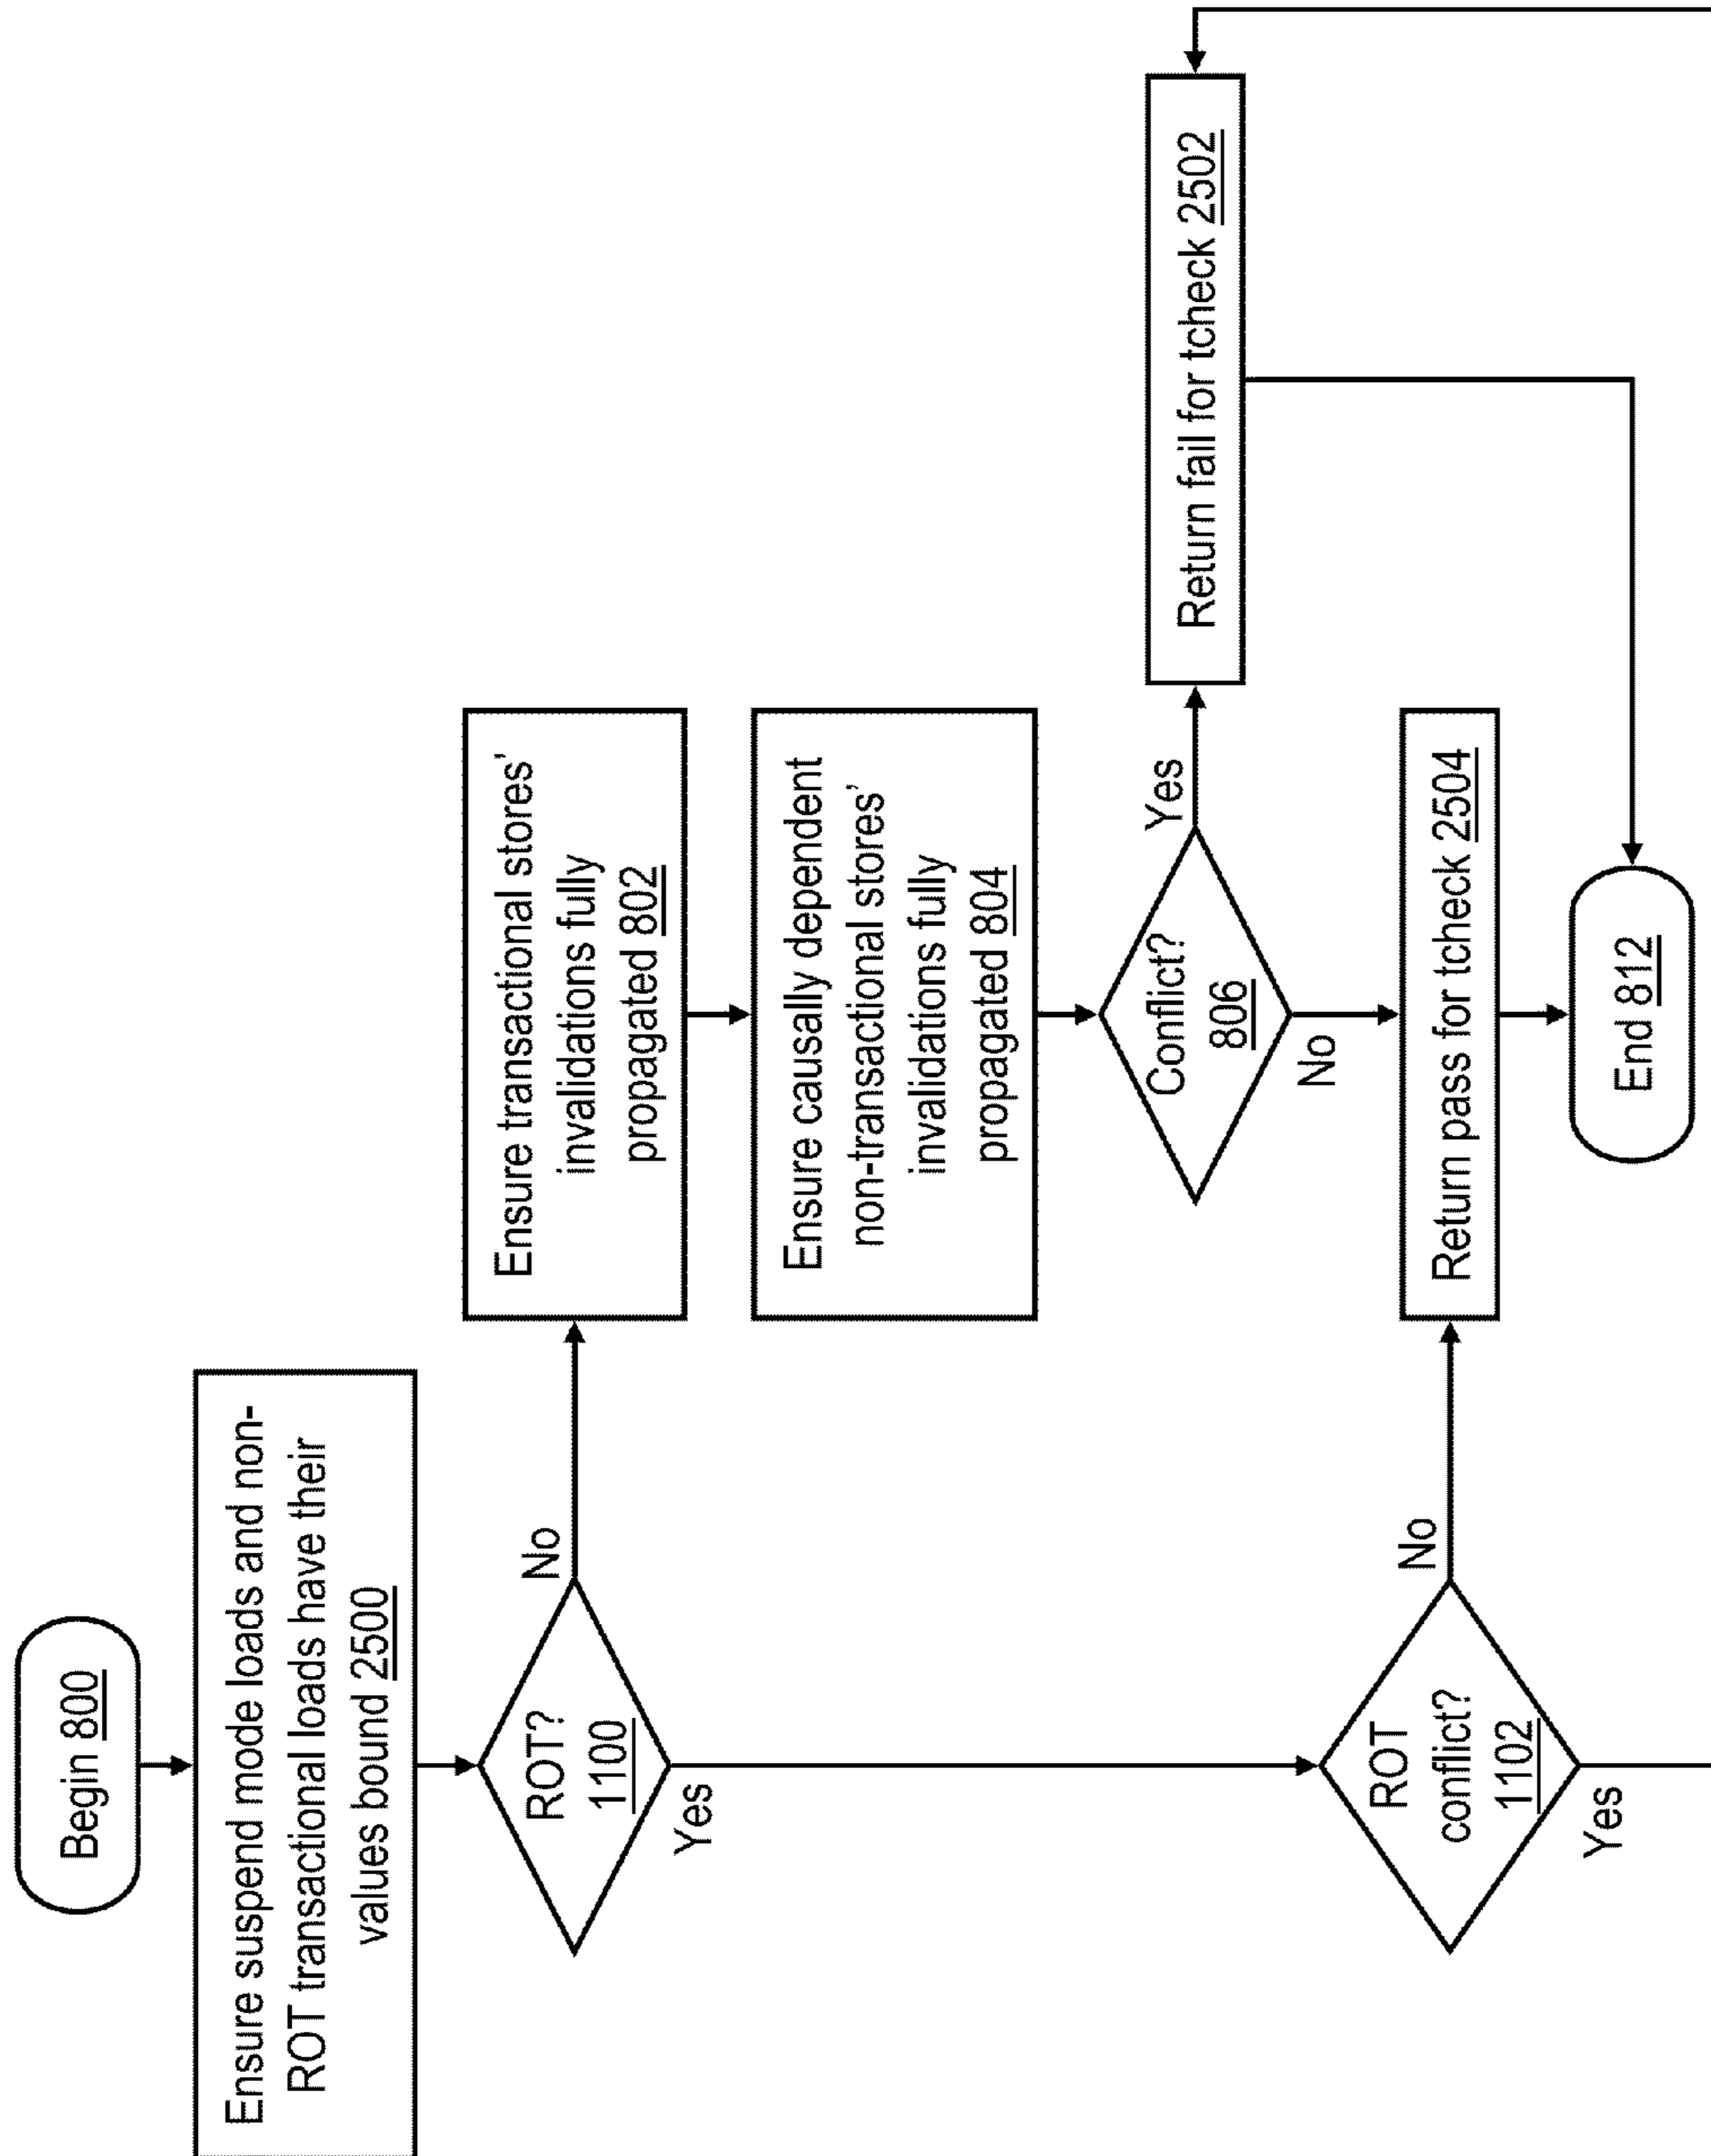 Begin 800
Ensure suspend mode loads and non-
ROT transactional loads have their
values bound 2500
ROT?
1100
No
Yes
Ensure transactional stores'
invalidations fully
propagated 802
Ensure causally dependent
non-transactional stores'
invalidations fully
propagated 804
Conflict?
806
Yes
No
Return fail for tcheck 2502
ROT
conflict?
1102
No
Yes
Return pass for tcheck 2504
End 812